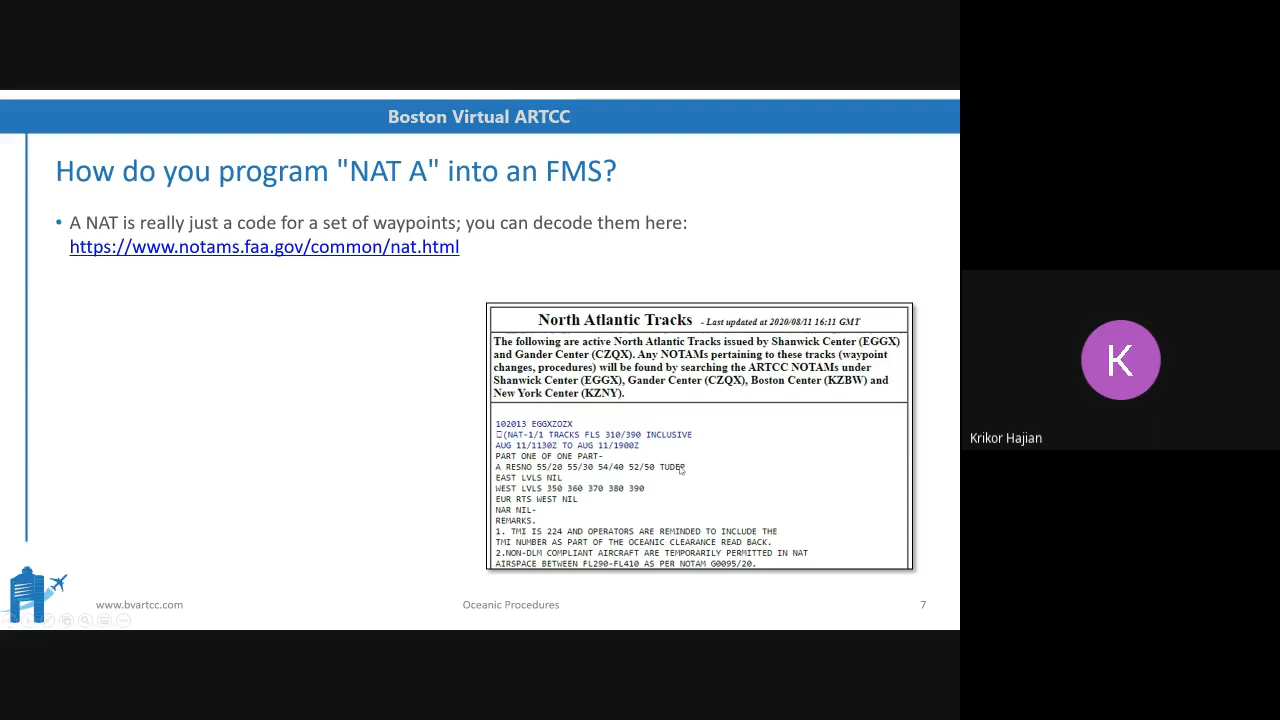 Boston Virtual ARTCC
How do you program "NAT A" into an FMS?
• A NAT is really just a code for a set of waypoints; you can decode them here:
https://www.notams.faa.gov/common/nat.html
North Atlantic Tracks - Last updated at 2020/08/11 16:11 GMT
The following are active North Atlantic Tracks issued by Shanwick Center (EGGX)
and Gander Center (CZQX). Any NOTAMs pertaining to these tracks (waypoint
changes, procedures) will be found by searching the ARTCC NOTAMs under
Shanwick Center (EGGX), Gander Center (CZQX), Boston Center (KZBW) and
New York Center (KZNY).
102013 EGGXZOZX
(NAT-1/1 TRACKS FLS 310/390 INCLUSIVE
AUG 11/1130Z TO AUG 11/1900Z
PART ONE OF ONE PART-
A RESNO 55/20 55/30 54/40 52/50 TUDEP
EAST LVLS NIL
WEST LVLS 350 360 370 380 390
EUR RTS WEST NIL
NAR NIL-
REMARKS.
1. TMI IS 224 AND OPERATORS ARE REMINDED TO INCLUDE THE
TMI NUMBER AS PART OF THE OCEANIC CLEARANCE READ BACK.
2.NON-DLM COMPLIANT AIRCRAFT ARE TEMPORARILY PERMITTED IN NAT
AIRSPACE BETWEEN FL290-FL410 AS PER NOTAM G0095/20.
www.bvartcc.com
Oceanic Procedures
7
K
Krikor Hajian